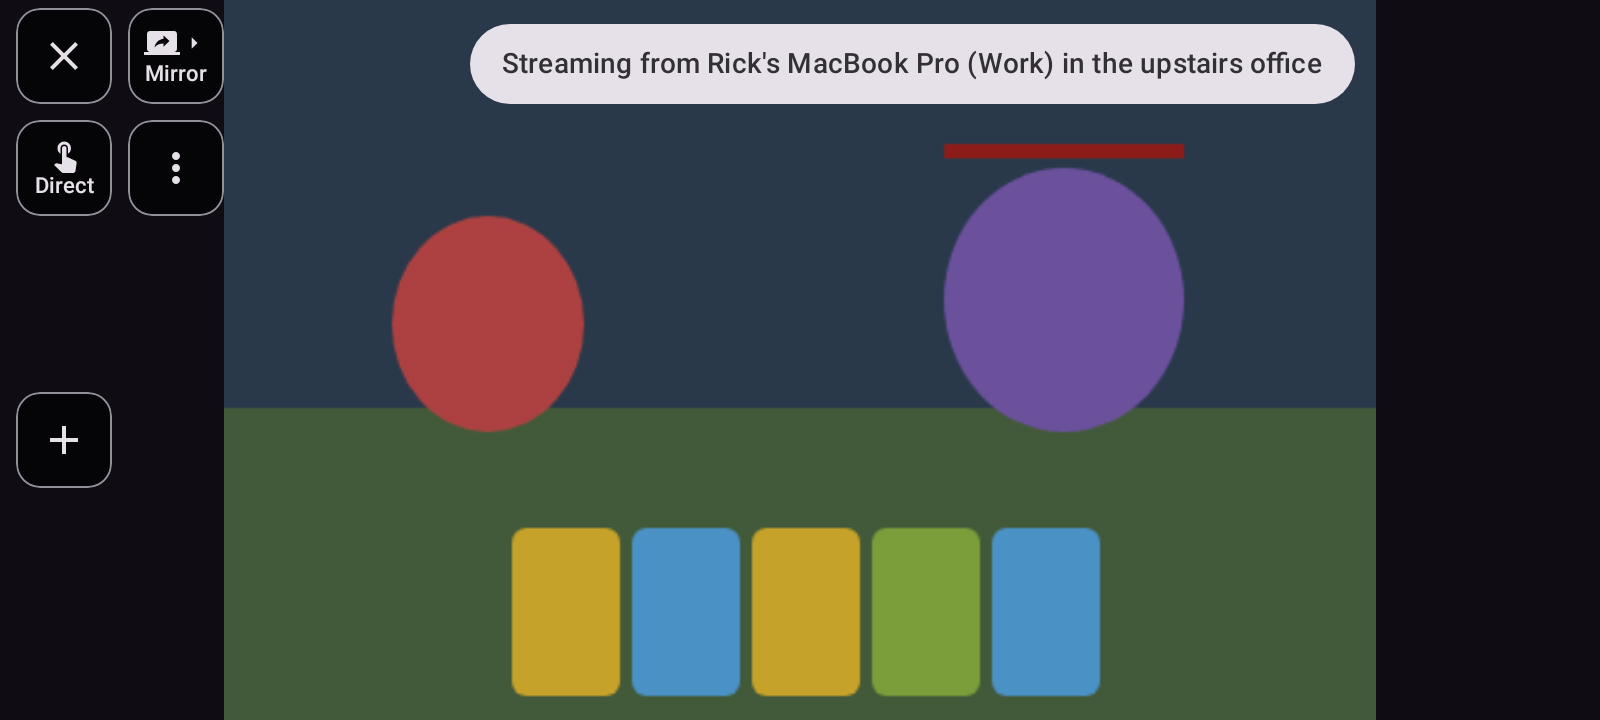 Streaming from Rick's MacBook Pro (Work) in the upstairs office
Mirror
Direct